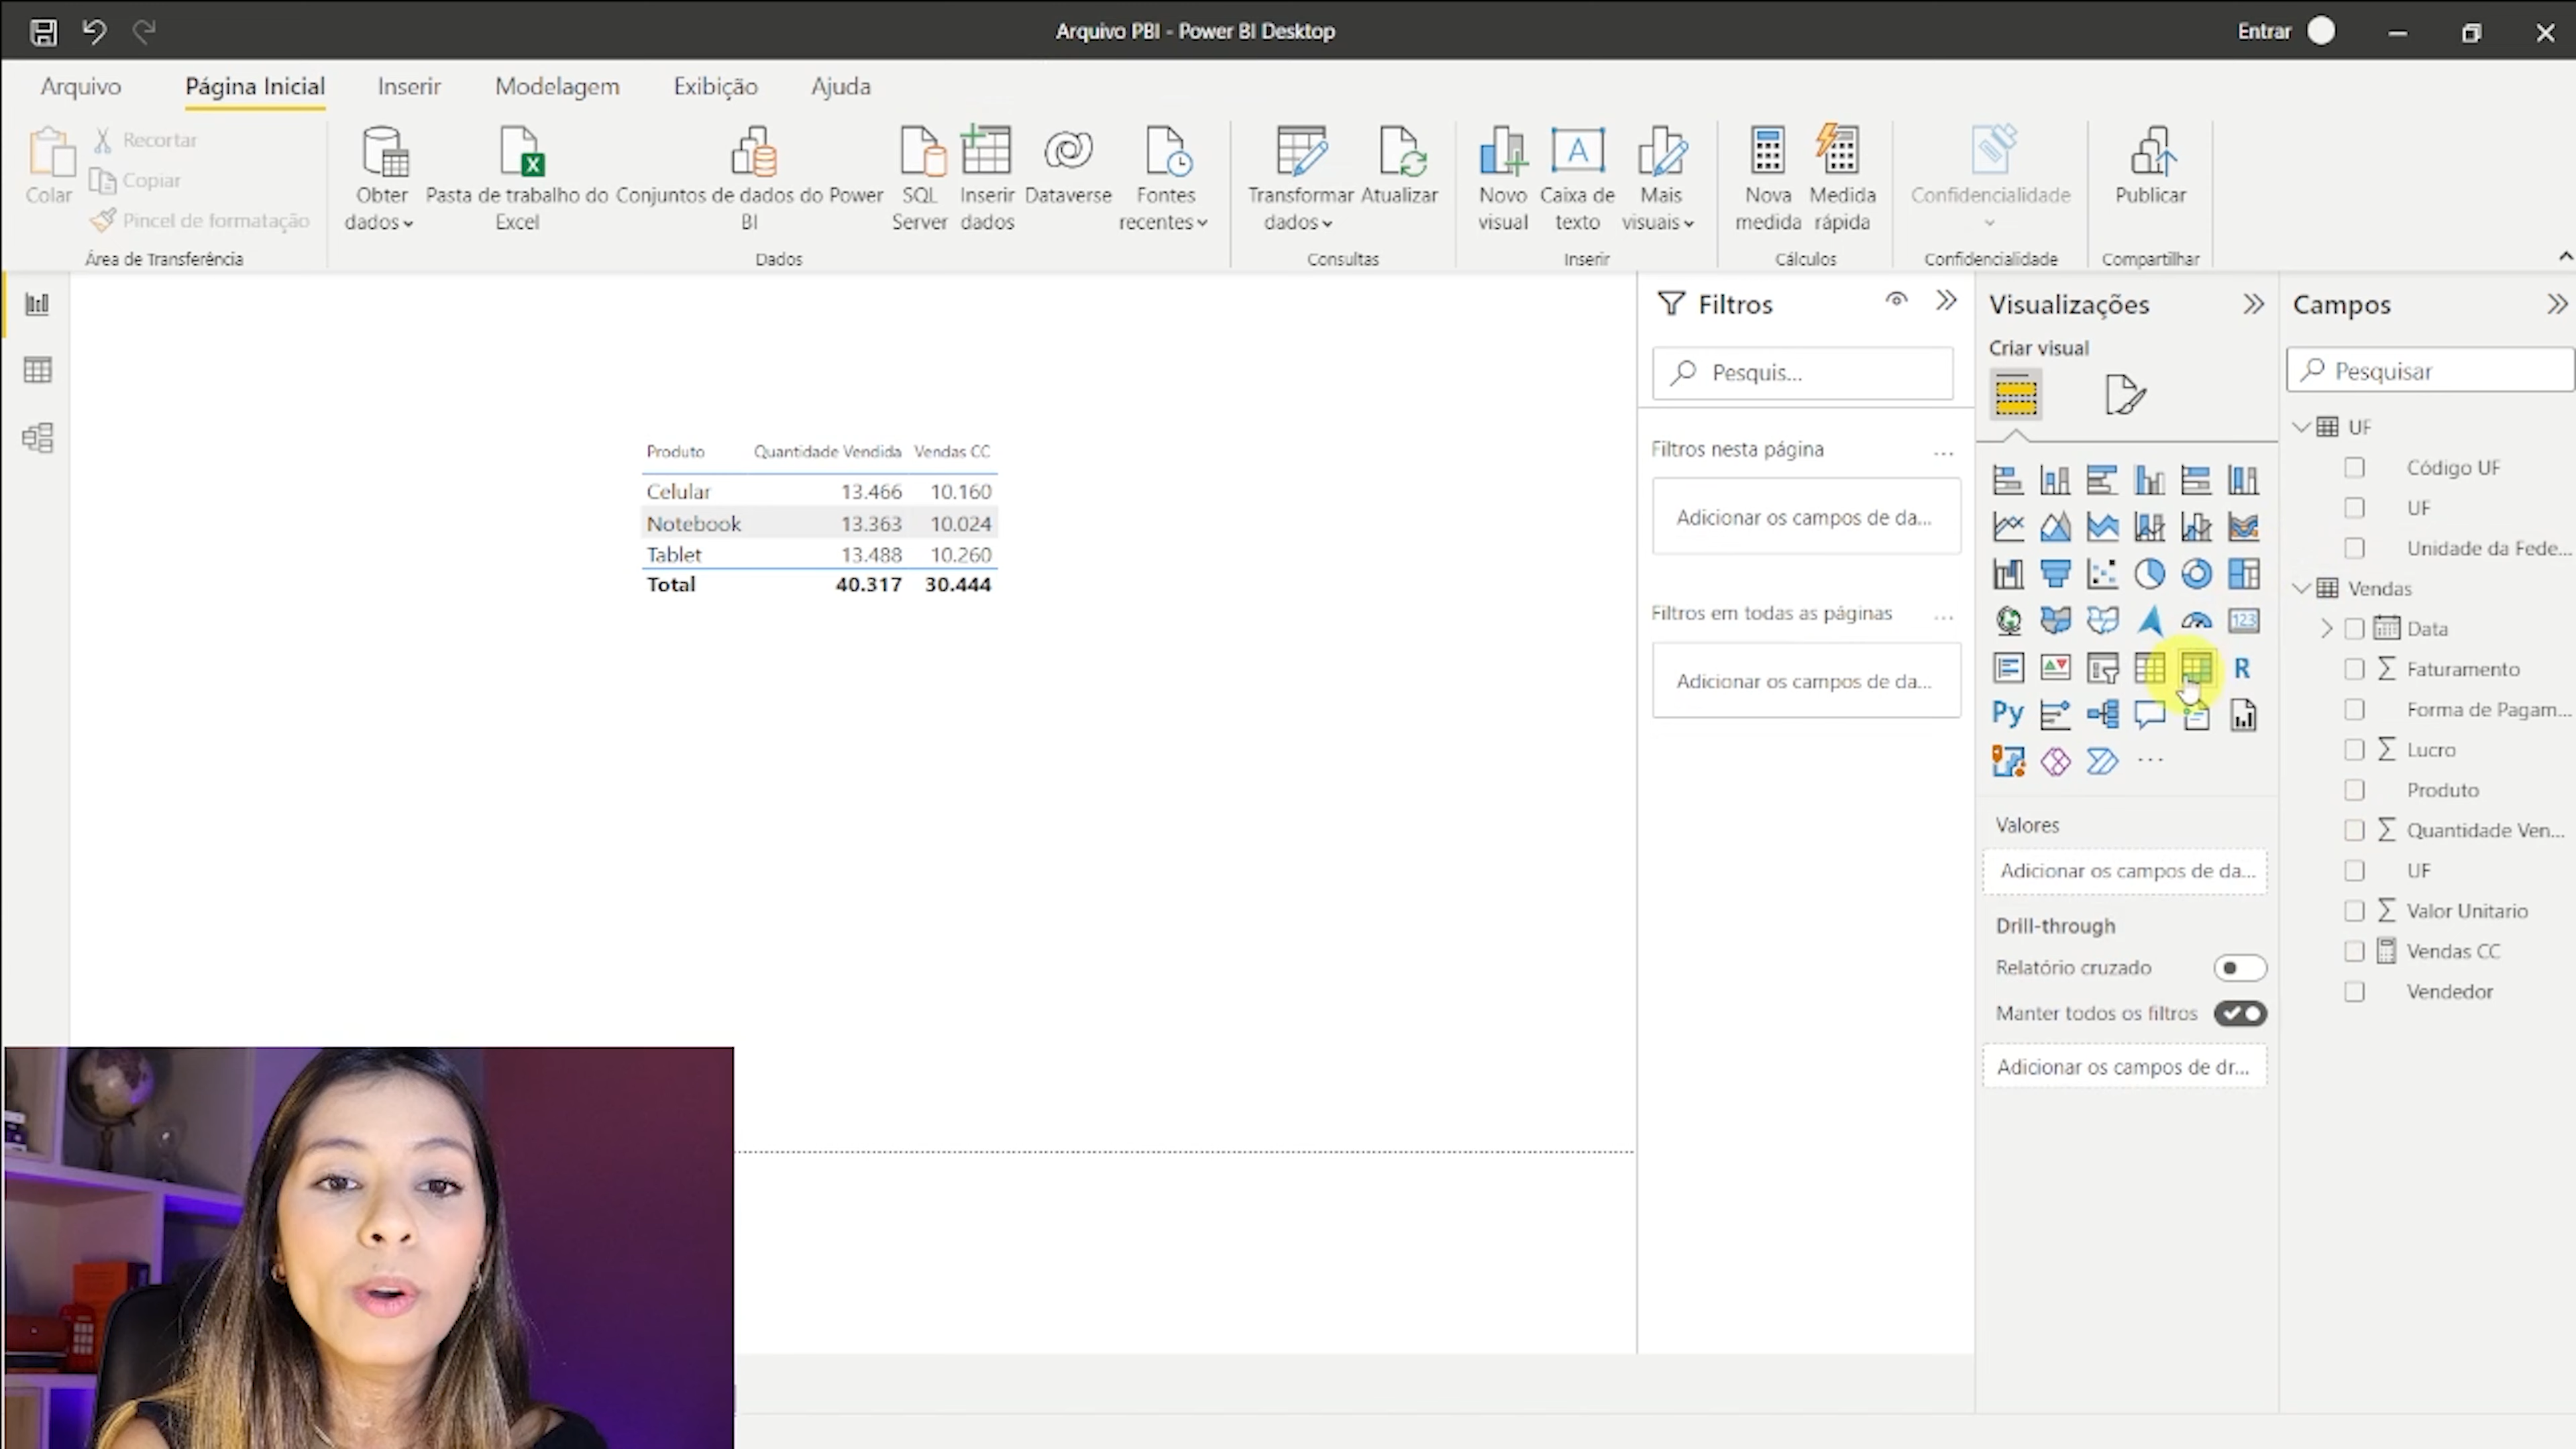 Arquivo PBI - Power BI Desktop
Entrar
Arquivo
Página Inicial
Inserir
Modelagem
Exibição
Ajuda
Colar
Recortar
Copiar
Pincel de formatação
Área de Transferência
Obter dados
Pasta de trabalho do Excel
Conjuntos de dados do Power BI
SQL Server
Inserir dados
Dataverse
Fontes recentes
Dados
Transformar dados
Atualizar
Consultas
Novo visual
Caixa de texto
Mais visuais
Inserir
Nova medida
Medida rápida
Cálculos
Confidencialidade
Confidencialidade
Publicar
Compartilhar
Produto Quantidade Vendida Vendas CC
Celular 13.466 10.160
Notebook 13.363 10.024
Tablet 13.488 10.260
Total 40.317 30.444
Filtros
Pesquis...
Filtros nesta página ...
Adicionar os campos de da...
Filtros em todas as páginas ...
Adicionar os campos de da...
Visualizações
Criar visual
123
R
Py
...
Valores
Adicionar os campos de da...
Drill-through
Relatório cruzado
Manter todos os filtros
Adicionar os campos de dr...
Campos
Pesquisar
UF
Código UF
UF
Unidade da Fede...
Vendas
Data
∑ Faturamento
Forma de Pagam...
∑ Lucro
Produto
∑ Quantidade Ven...
UF
∑ Valor Unitario
Vendas CC
Vendedor